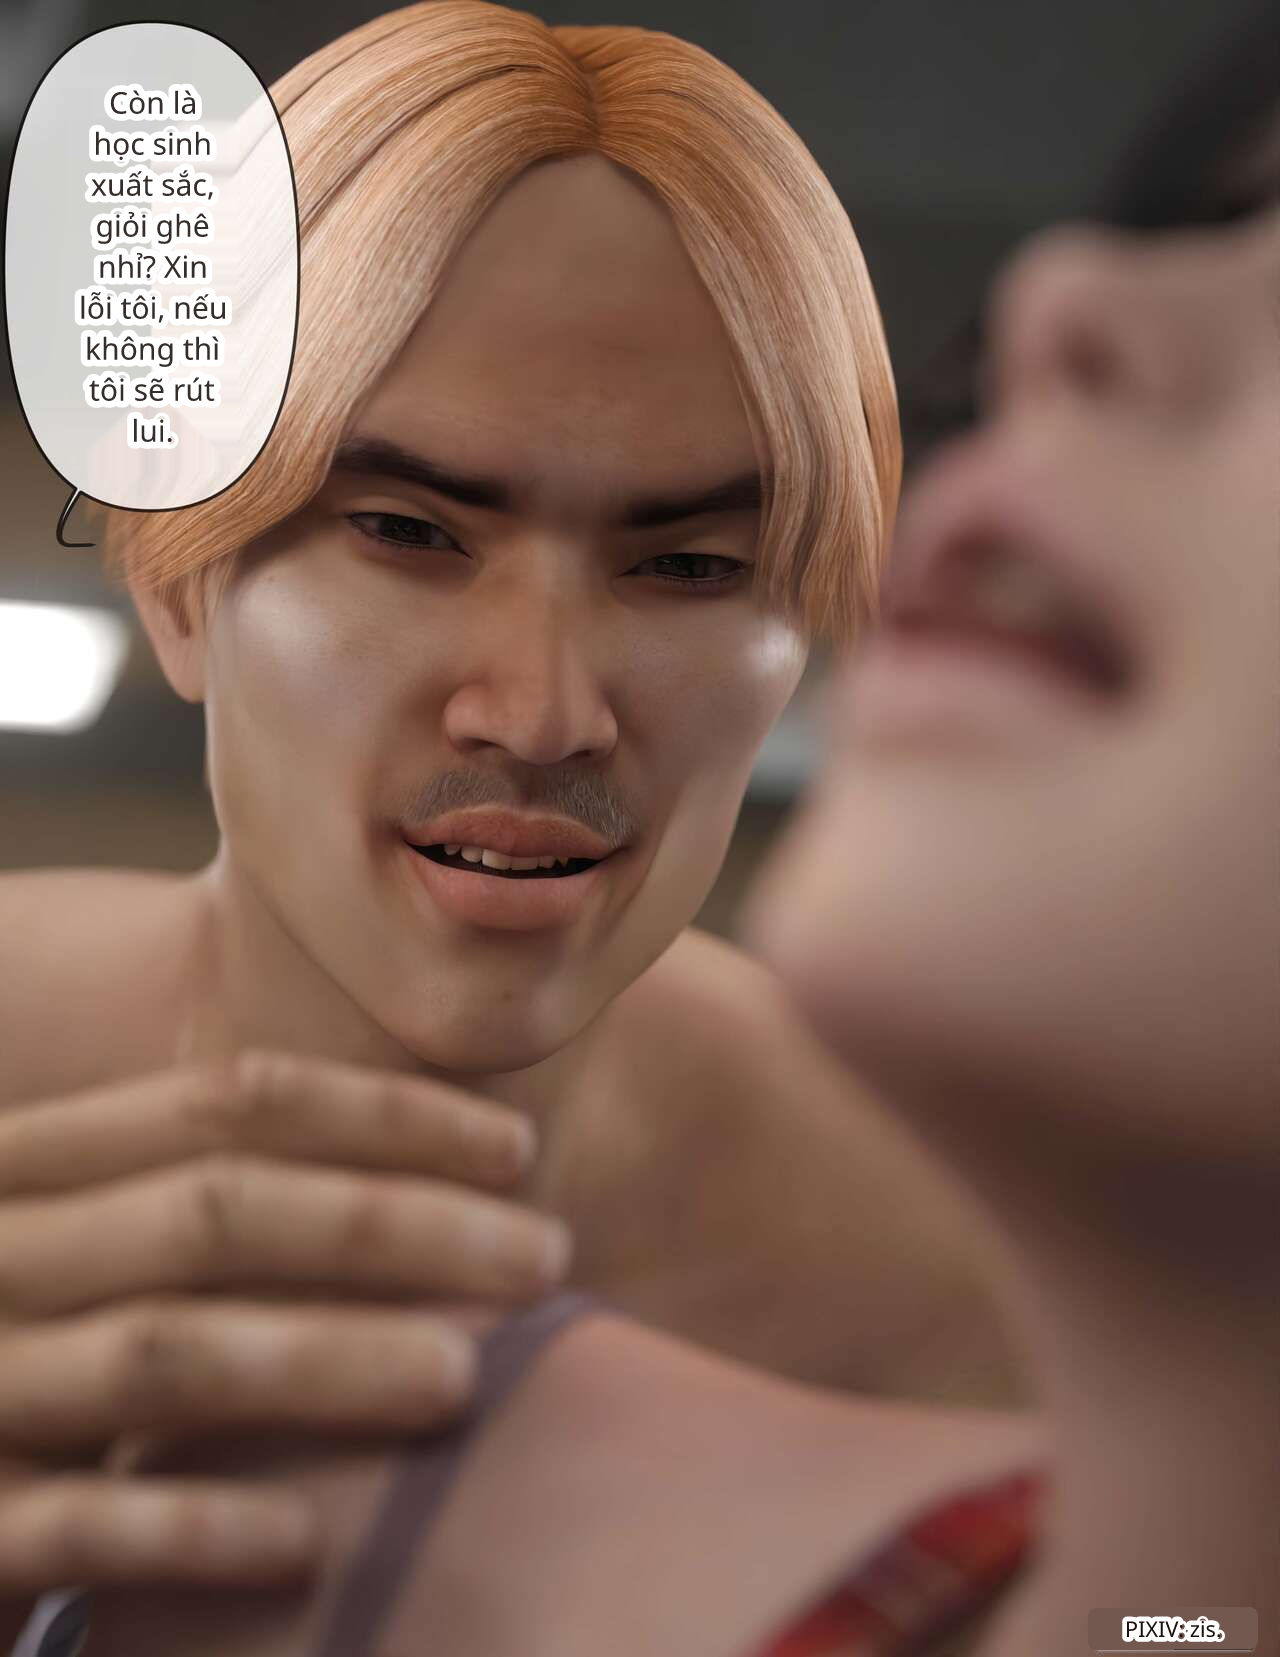 Còn là
học sinh
xuất sắc,
giỏi ghê
nhỉ? Xin
lỗi tôi, nếu
không thì
tôi sẽ rút
lui.
PIXIV: zis.